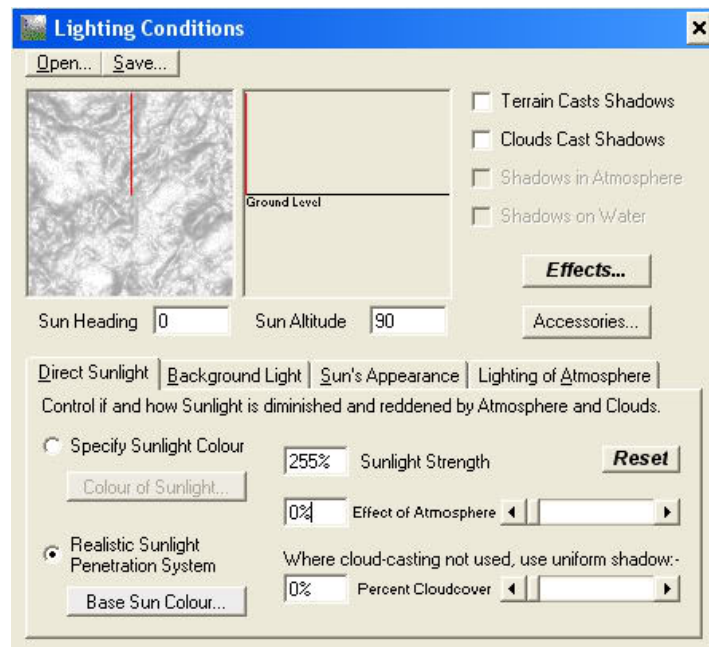 Lighting Conditions
Open... Save...
Terrain Casts Shadows
Clouds Cast Shadows
Shadows in Atmosphere
Shadows on Water
Ground Level
Effects...
Sun Heading 0 Sun Altitude 90 Accessories...
Direct Sunlight Background Light Sun's Appearance Lighting of Atmosphere
Control if and how Sunlight is diminished and reddened by Atmosphere and Clouds.
Specify Sunlight Colour
Colour of Sunlight...
255% Sunlight Strength Reset
0% Effect of Atmosphere
Realistic Sunlight
Penetration System
Base Sun Colour...
Where cloud-casting not used, use uniform shadow:-
0% Percent Cloudcover